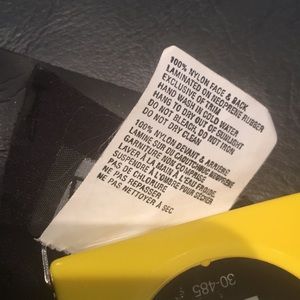 100% NYLON FACE & BACK
LAMINATED ON NEOPRENE RUBBER
EXCLUSIVE OF TRIM
HAND WASH IN COLD WATER
HANG TO DRY OUT OF SUNLIGHT
DO NOT BLEACH, DO NOT IRON
DO NOT DRY CLEAN
100% NYLON DEVANT & ARRIÈRE
LAMINE SUR DU CAOUTCHOUC NEOPRENE
GARNITURE NON COMPRISE
LAVER À LA MAIN À L'EAU FROIDE
SUSPENDRE À L'OMBRE POUR SÉCHER
PAS DE CHLORURE
NE PAS REPASSER,
NE PAS NETTOYER À SEC
30-485